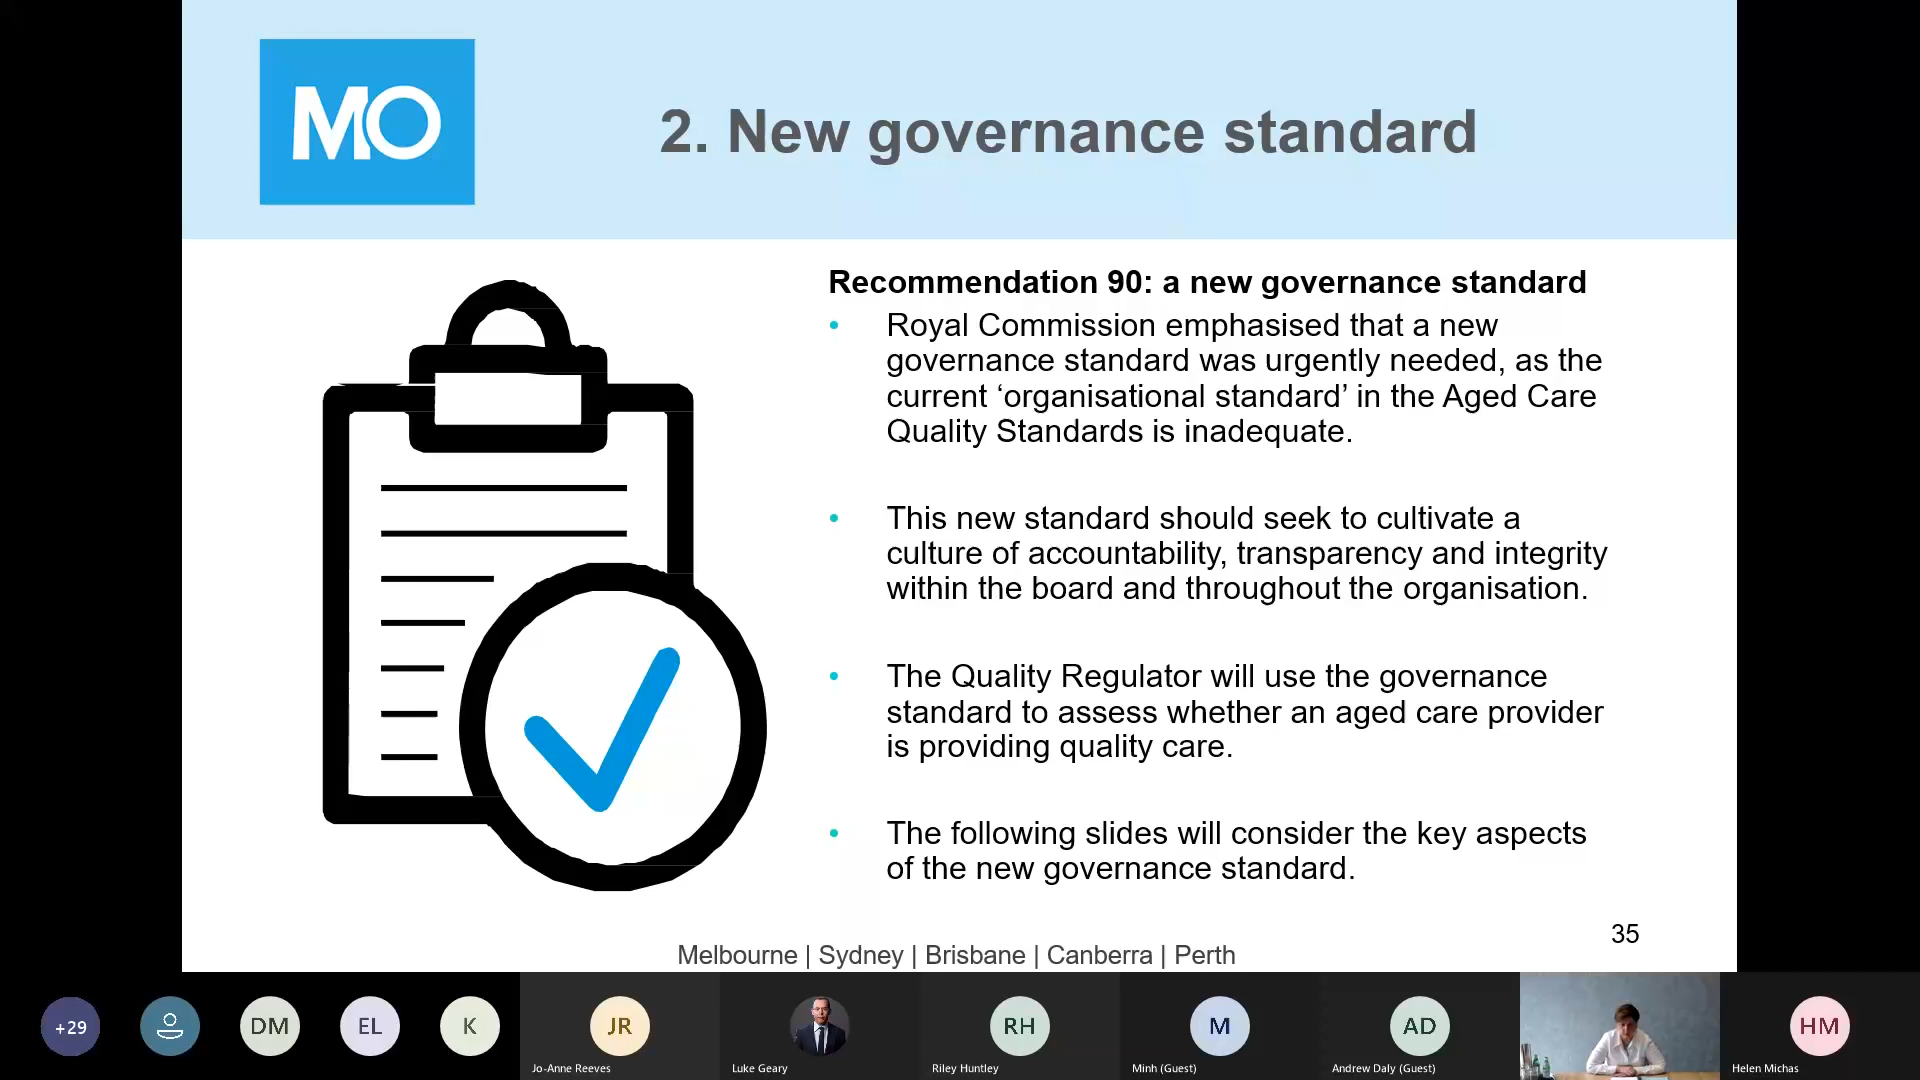 MO
2. New governance standard
Recommendation 90: a new governance standard
• Royal Commission emphasised that a new
governance standard was urgently needed, as the
current ‘organisational standard’ in the Aged Care
Quality Standards is inadequate.
• This new standard should seek to cultivate a
culture of accountability, transparency and integrity
within the board and throughout the organisation.
• The Quality Regulator will use the governance
standard to assess whether an aged care provider
is providing quality care.
• The following slides will consider the key aspects
of the new governance standard.
35
Melbourne | Sydney | Brisbane | Canberra | Perth
+29
DM
EL
K
JR
Jo-Anne Reeves
Luke Geary
RH
Riley Huntley
M
Minh (Guest)
AD
Andrew Daly (Guest)
HM
Helen Michas